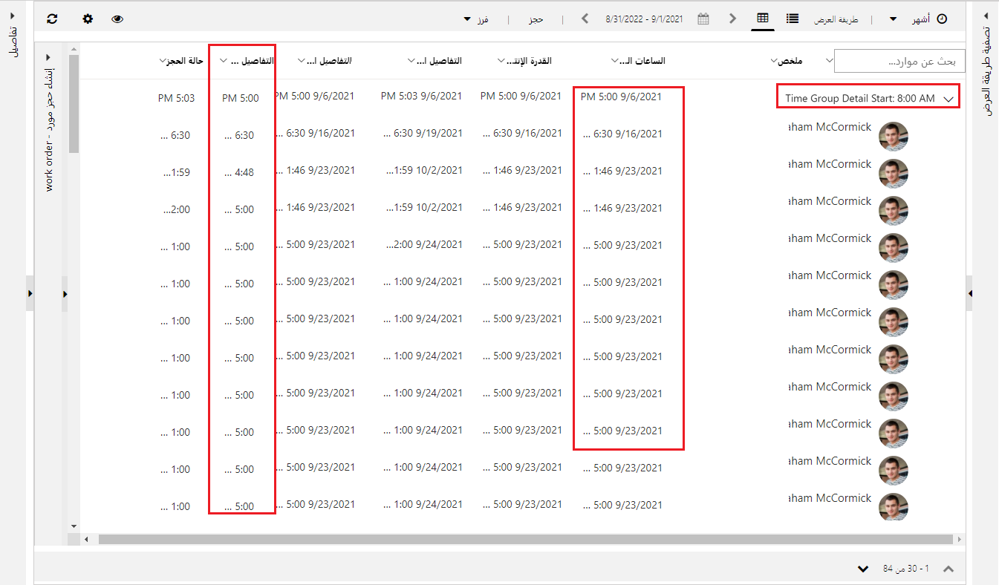 أشهر
طريقة العرض
9/1/2021 - 8/31/2022
حجز
فرز
تصفية طريقة العرض
تفاصيل
إنشاء حجز مورد - work order
بحث عن موارد...
ملخص
الساعات الـ...
القدرة الإنتـ...
التفاصيل ا...
التفاصيل ا...
التفاصيل ...
حالة الحجز
Time Group Detail Start: 8:00 AM
9/6/2021 5:00 PM
9/6/2021 5:00 PM
9/6/2021 5:03 PM
9/6/2021 5:00 PM
5:00 PM
5:03 PM
aham McCormick
9/16/2021 6:30 ...
9/16/2021 6:30 ...
9/19/2021 6:30 ...
9/16/2021 6:30 ...
6:30 ...
6:30 ...
aham McCormick
9/23/2021 1:46 ...
9/23/2021 1:46 ...
10/2/2021 1:59...
9/23/2021 1:46 ...
4:48 ...
1:59...
aham McCormick
9/23/2021 1:46 ...
9/23/2021 1:46 ...
10/2/2021 1:59...
9/23/2021 1:46 ...
5:00 ...
2:00...
aham McCormick
9/23/2021 5:00 ...
9/23/2021 5:00 ...
9/24/2021 2:00...
9/23/2021 5:00 ...
5:00 ...
1:00 ...
aham McCormick
9/23/2021 5:00 ...
9/23/2021 5:00 ...
9/24/2021 1:00 ...
9/23/2021 5:00 ...
5:00 ...
1:00 ...
aham McCormick
9/23/2021 5:00 ...
9/23/2021 5:00 ...
9/24/2021 1:00 ...
9/23/2021 5:00 ...
5:00 ...
1:00 ...
aham McCormick
9/23/2021 5:00 ...
9/23/2021 5:00 ...
9/24/2021 1:00 ...
9/23/2021 5:00 ...
5:00 ...
1:00 ...
aham McCormick
9/23/2021 5:00 ...
9/23/2021 5:00 ...
9/24/2021 1:00 ...
9/23/2021 5:00 ...
5:00 ...
1:00 ...
aham McCormick
9/23/2021 5:00 ...
9/23/2021 5:00 ...
9/24/2021 1:00 ...
9/23/2021 5:00 ...
5:00 ...
1:00 ...
aham McCormick
9/23/2021 5:00 ...
9/23/2021 5:00 ...
9/24/2021 1:00 ...
9/23/2021 5:00 ...
5:00 ...
1:00 ...
aham McCormick
9/23/2021 5:00 ...
9/23/2021 5:00 ...
9/24/2021 1:00 ...
9/23/2021 5:00 ...
5:00 ...
1:00 ...
aham McCormick
1 - 30 من 84